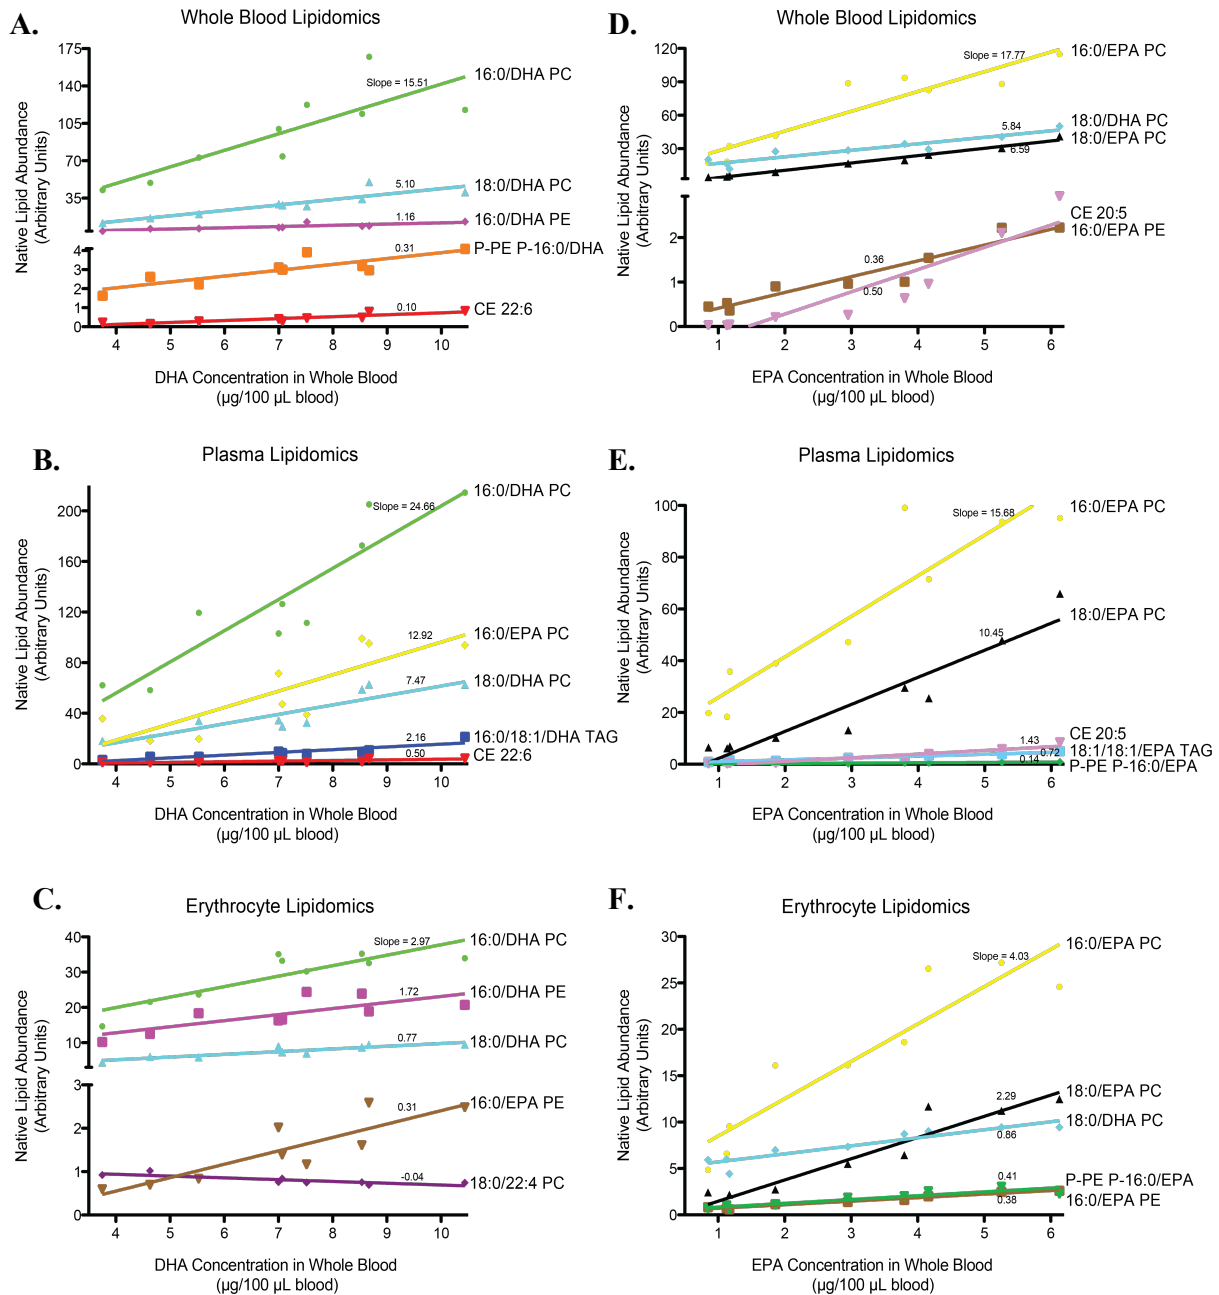 A.
Whole Blood Lipidomics
Native Lipid Abundance
(Arbitrary Units)
175
140
105
70
35
4
3
2
1
0
Slope = 15.51
16:0/DHA PC
5.10
18:0/DHA PC
1.16
16:0/DHA PE
0.31
P-PE P-16:0/DHA
0.10
CE 22:6
4 5 6 7 8 9 10
DHA Concentration in Whole Blood
(µg/100 µL blood)
D.
Whole Blood Lipidomics
Native Lipid Abundance
(Arbitrary Units)
120
90
60
30
2
1
0
Slope = 17.77
16:0/EPA PC
5.84
18:0/DHA PC
6.59
18:0/EPA PC
CE 20:5
0.36
16:0/EPA PE
0.50
1 2 3 4 5 6
EPA Concentration in Whole Blood
(µg/100 µL blood)
B.
Plasma Lipidomics
Native Lipid Abundance
(Arbitrary Units)
200
160
120
80
40
0
Slope = 24.66
16:0/DHA PC
12.92
16:0/EPA PC
7.47
18:0/DHA PC
2.16
16:0/18:1/DHA TAG
0.50
CE 22:6
4 5 6 7 8 9 10
DHA Concentration in Whole Blood
(µg/100 µL blood)
E.
Plasma Lipidomics
Native Lipid Abundance
(Arbitrary Units)
100
80
60
40
20
0
Slope = 15.68
16:0/EPA PC
10.45
18:0/EPA PC
1.43
CE 20:5
0.72
18:1/18:1/EPA TAG
0.14
P-PE P-16:0/EPA
1 2 3 4 5 6
EPA Concentration in Whole Blood
(µg/100 µL blood)
C.
Erythrocyte Lipidomics
Native Lipid Abundance
(Arbitrary Units)
40
30
20
10
3
2
1
0
Slope = 2.97
16:0/DHA PC
1.72
16:0/DHA PE
0.77
18:0/DHA PC
0.31
16:0/EPA PE
-0.04
18:0/22:4 PC
4 5 6 7 8 9 10
DHA Concentration in Whole Blood
(µg/100 µL blood)
F.
Erythrocyte Lipidomics
Native Lipid Abundance
(Arbitrary Units)
30
25
20
15
10
5
0
Slope = 4.03
16:0/EPA PC
2.29
18:0/EPA PC
0.86
18:0/DHA PC
0.41
P-PE P-16:0/EPA
0.38
16:0/EPA PE
1 2 3 4 5 6
EPA Concentration in Whole Blood
(µg/100 µL blood)